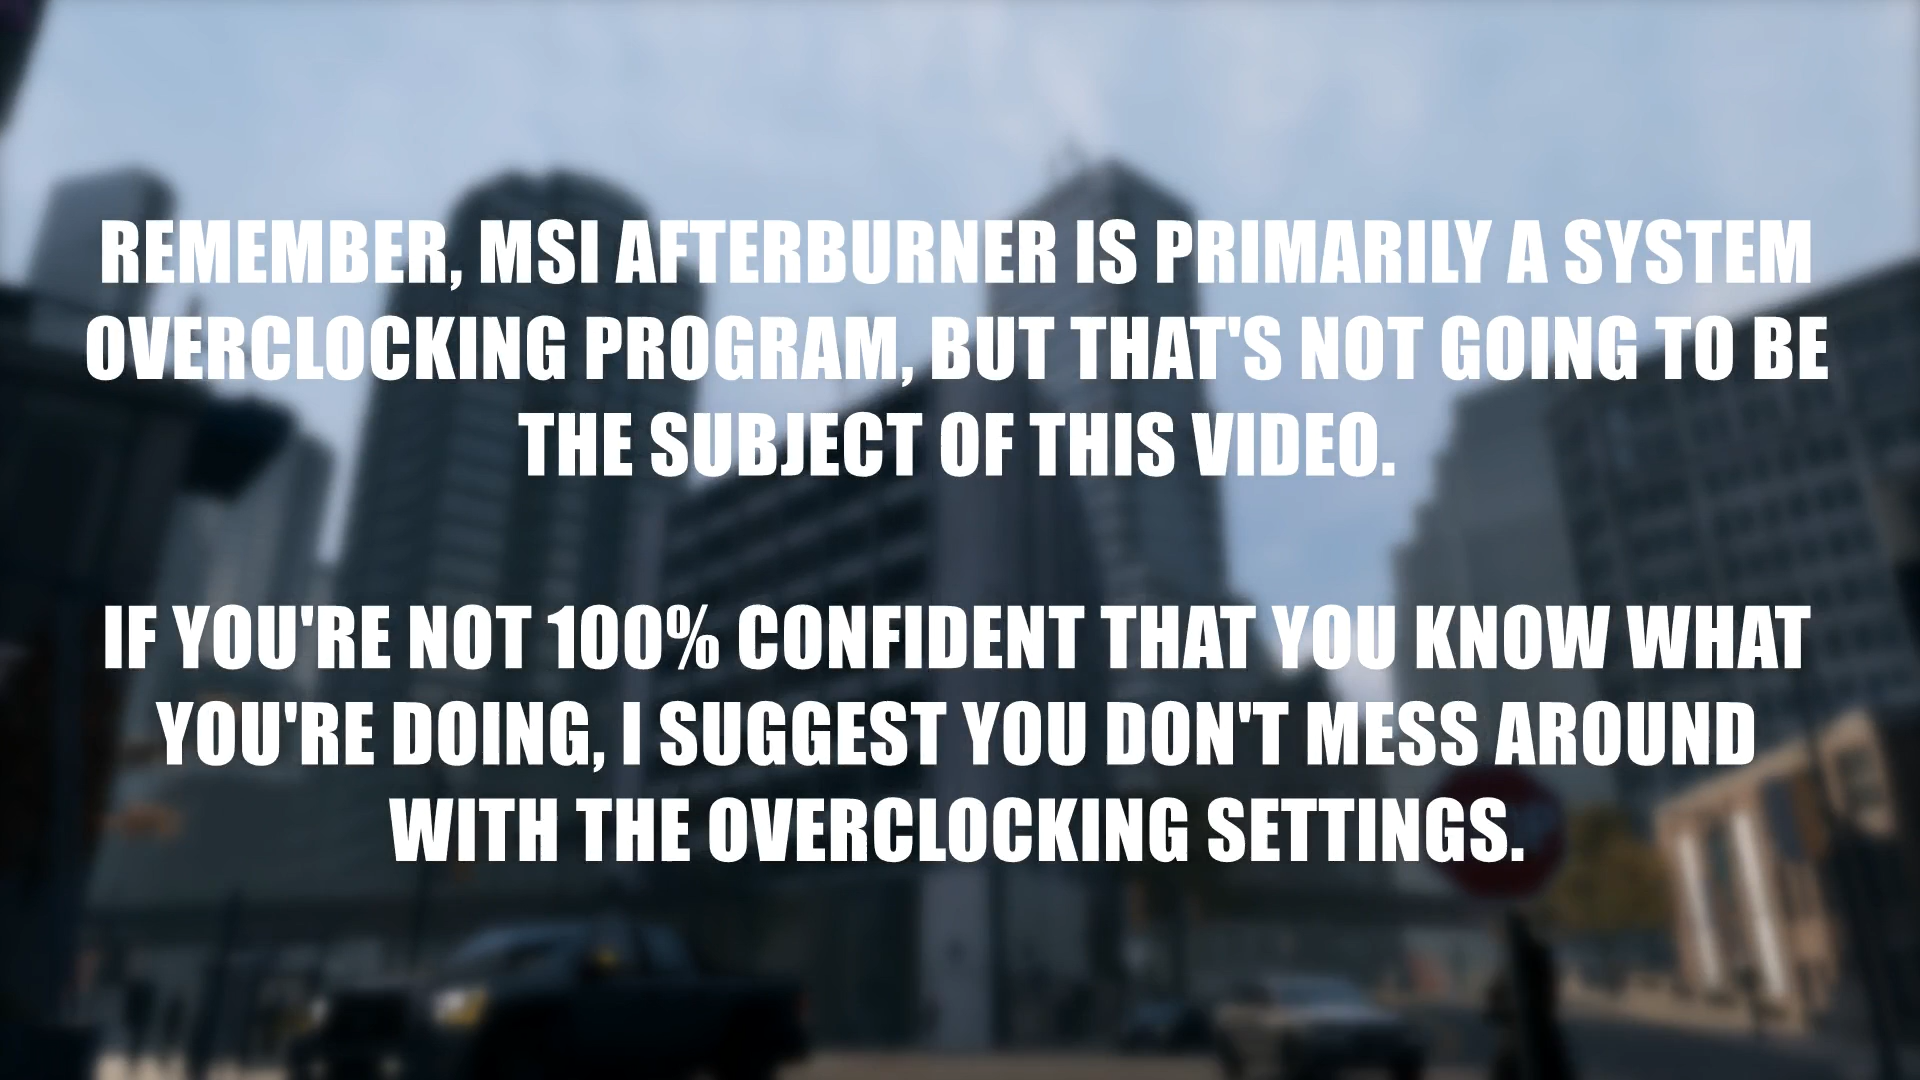 REMEMBER, MSI AFTERBURNER IS PRIMARILY A SYSTEM
OVERCLOCKING PROGRAM, BUT THAT'S NOT GOING TO BE
THE SUBJECT OF THIS VIDEO.
IF YOU'RE NOT 100% CONFIDENT THAT YOU KNOW WHAT
YOU'RE DOING, I SUGGEST YOU DON'T MESS AROUND
WITH THE OVERCLOCKING SETTINGS.